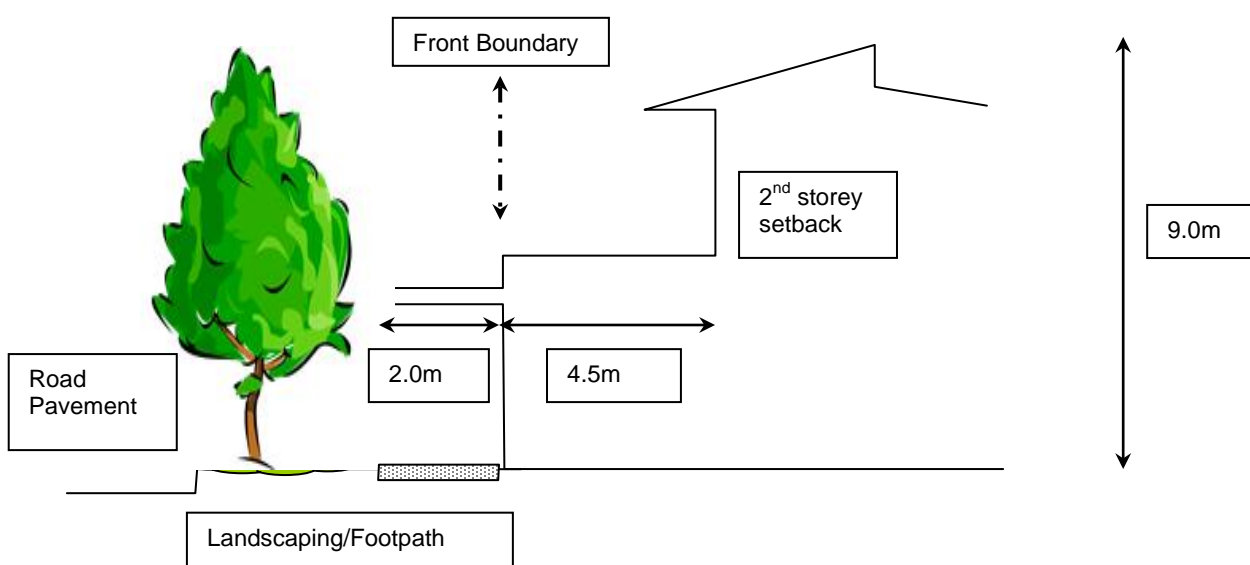 Front Boundary
2nd storey
setback
9.0m
2.0m
4.5m
Road
Pavement
Landscaping/Footpath